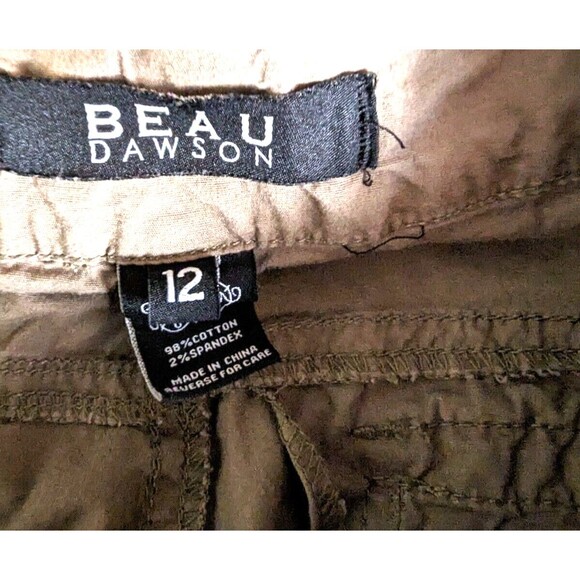 BEAU
DAWSON
12
98%COTTON
2%SPANDEX
MADE IN CHINA
REVERSE FOR CARE